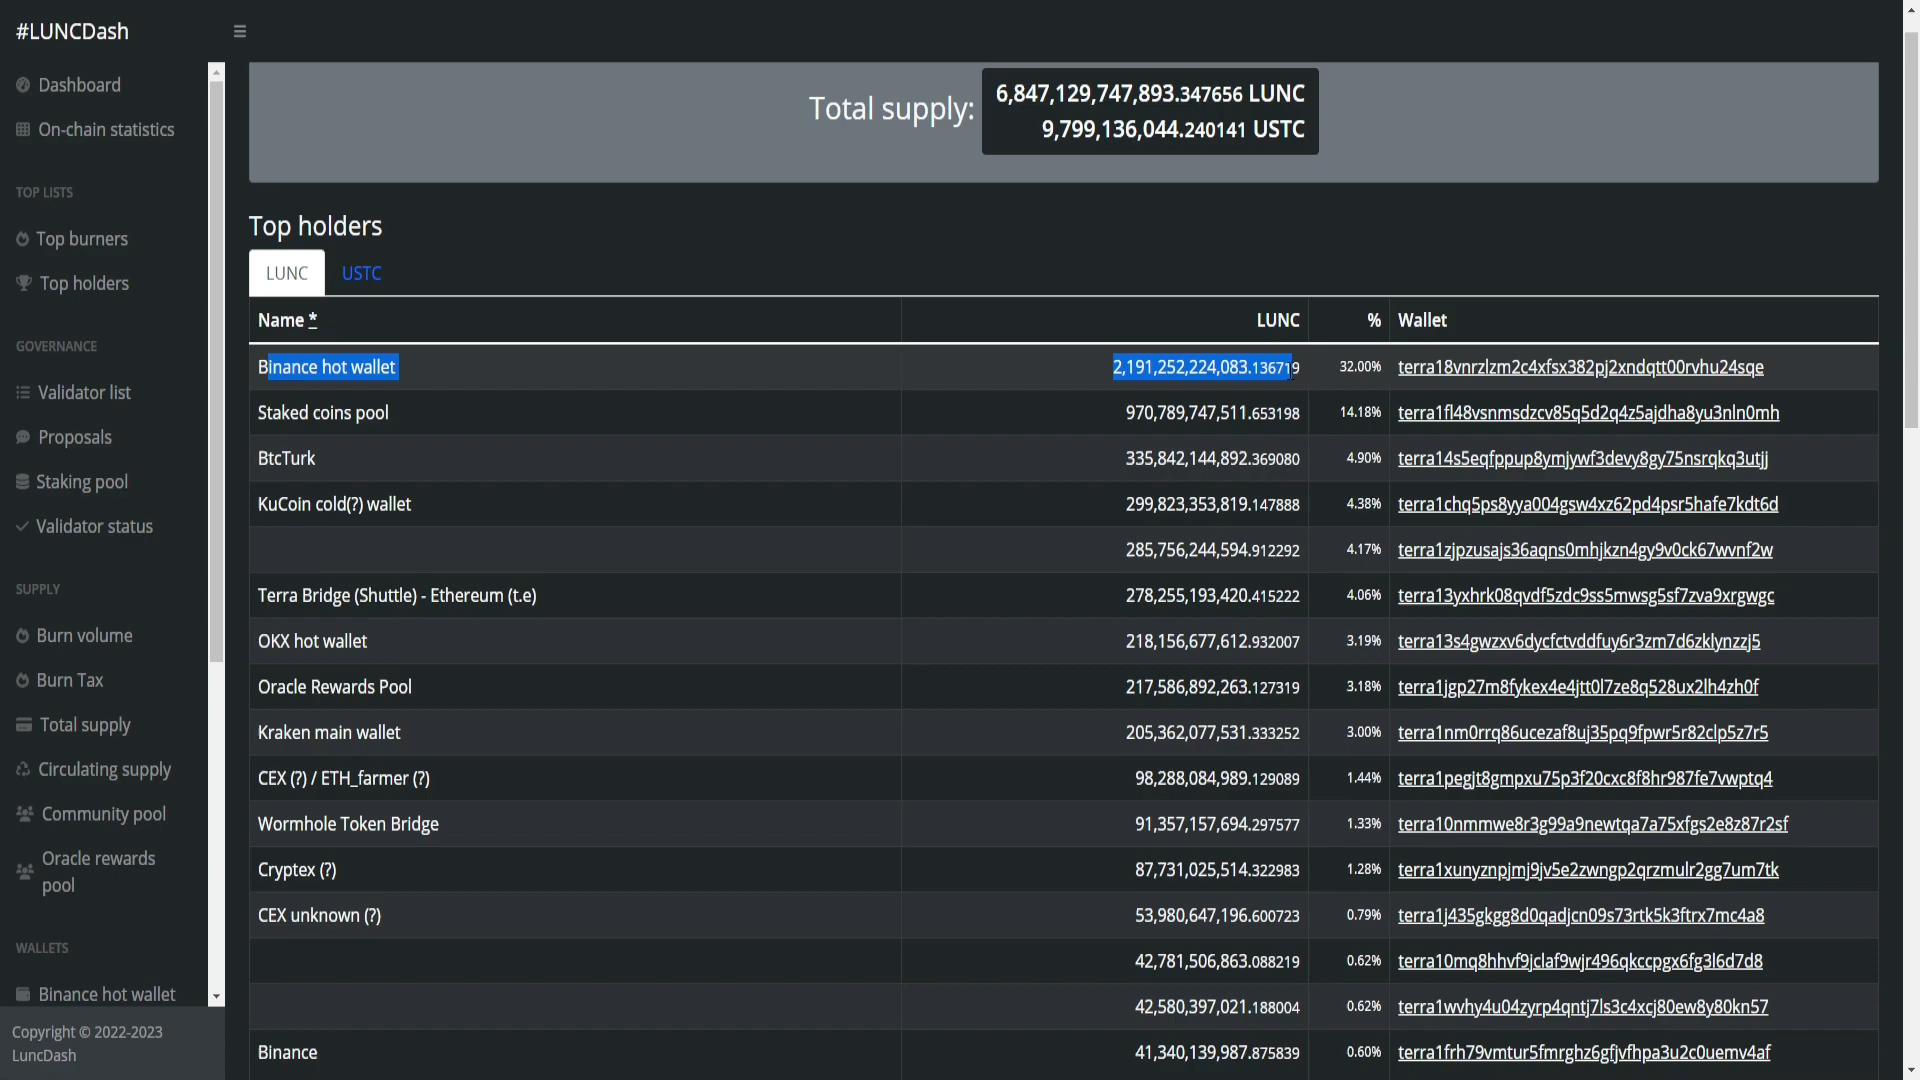 #LUNCDash
Dashboard
On-chain statistics
TOP LISTS
Top burners
Top holders
GOVERNANCE
Validator list
Proposals
Staking pool
Validator status
SUPPLY
Burn volume
Burn Tax
Total supply
Circulating supply
Community pool
Oracle rewards
pool
WALLETS
Binance hot wallet
Copyright © 2022-2023
LuncDash
Total supply:
6,847,129,747,893.347656 LUNC
9,799,136,044.240141 USTC
Top holders
LUNC USTC
Name * LUNC % Wallet
Binance hot wallet 2,191,252,224,083.136719 32.00% terra18vnrzlzm2c4xfsx382pj2xndqtt00rvhu24sqe
Staked coins pool 970,789,747,511.653198 14.18% terra1fl48vsnmsdzcv85q5d2q4z5ajdha8yu3nln0mh
BtcTurk 335,842,144,892.369080 4.90% terra14s5eqfppup8ymjywf3devy8gy75nsrqkq3utjj
KuCoin cold(?) wallet 299,823,353,819.147888 4.38% terra1chq5ps8yya004gsw4xz62pd4psr5hafe7kdt6d
285,756,244,594.912292 4.17% terra1zjpzusajs36aqns0mhjkzn4gy9v0ck67wvnf2w
Terra Bridge (Shuttle) - Ethereum (t.e) 278,255,193,420.415222 4.06% terra13yxhrk08qvdf5zdc9ss5mwsg5sf7zva9xrgwgc
OKX hot wallet 218,156,677,612.932007 3.19% terra13s4gwzxv6dycfctvddfuy6r3zm7d6zklynzzj5
Oracle Rewards Pool 217,586,892,263.127319 3.18% terra1jgp27m8fykex4e4jtt0l7ze8q528ux2lh4zh0f
Kraken main wallet 205,362,077,531.333252 3.00% terra1nm0rrq86ucezaf8uj35pq9fpwr5r82clp5z7r5
CEX (?) / ETH_farmer (?) 98,288,084,989.129089 1.44% terra1pegjt8gmpxu75p3f20cxc8f8hr987fe7vwptq4
Wormhole Token Bridge 91,357,157,694.297577 1.33% terra10nmmwe8r3g99a9newtqa7a75xfgs2e8z87r2sf
Cryptex (?) 87,731,025,514.322983 1.28% terra1xunyznpjmj9jv5e2zwngp2qrzmulr2gg7um7tk
CEX unknown (?) 53,980,647,196.600723 0.79% terra1j435gkgg8d0qadjcn09s73rtk5k3ftrx7mc4a8
42,781,506,863.088219 0.62% terra10mq8hhvf9jclaf9wjr496qkccpgx6fg3l6d7d8
42,580,397,021.188004 0.62% terra1wvhy4u04zyrp4qntj7ls3c4xcj80ew8y80kn57
Binance 41,340,139,987.875839 0.60% terra1frh79vmtur5fmrghz6gfjvfhpa3u2c0uemv4af